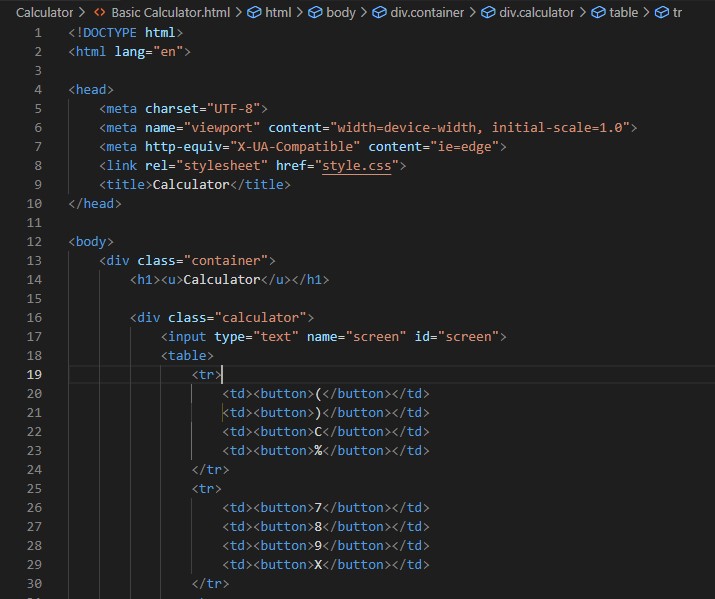 Calculator > <> Basic Calculator.html > html > body > div.container > div.calculator > table > tr
1 <!DOCTYPE html>
2 <html lang="en">
3
4 <head>
5     <meta charset="UTF-8">
6     <meta name="viewport" content="width=device-width, initial-scale=1.0">
7     <meta http-equiv="X-UA-Compatible" content="ie=edge">
8     <link rel="stylesheet" href="style.css">
9     <title>Calculator</title>
10 </head>
11
12 <body>
13     <div class="container">
14         <h1><u>Calculator</u></h1>
15
16         <div class="calculator">
17             <input type="text" name="screen" id="screen">
18             <table>
19                 <tr>
20                     <td><button>(</button></td>
21                     <td><button>)</button></td>
22                     <td><button>C</button></td>
23                     <td><button>%</button></td>
24                 </tr>
25                 <tr>
26                     <td><button>7</button></td>
27                     <td><button>8</button></td>
28                     <td><button>9</button></td>
29                     <td><button>X</button></td>
30                 </tr>